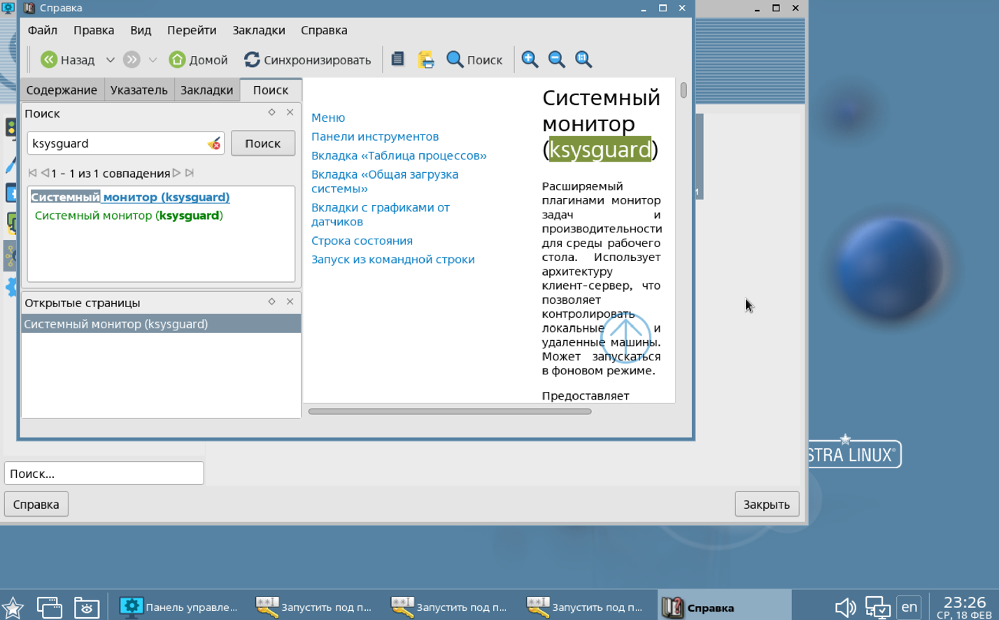 Справка
Файл Правка Вид Перейти Закладки Справка
Назад Домой Синхронизировать Поиск 1:1
Содержание Указатель Закладки Поиск
Поиск
ksysguard Поиск
1 - 1 из 1 совпадения
Системный монитор (ksysguard)
Системный монитор (ksysguard)
Открытые страницы
Системный монитор (ksysguard)
Меню
Панели инструментов
Вкладка «Таблица процессов»
Вкладка «Общая загрузка
системы»
Вкладки с графиками от
датчиков
Строка состояния
Запуск из командной строки
Системный
монитор
(ksysguard)
Расширяемый
плагинами монитор
задач и
производительности
для среды рабочего
стола. Использует
архитектуру
клиент-сервер, что
позволяет
контролировать
локальные и
удаленные машины.
Может запускаться
в фоновом режиме.
Предоставляет
Поиск...
Справка Закрыть
STRA LINUX®
Панель управле... Запустить под п... Запустить под п... Запустить под п... Справка en 23:26
СР, 18 ФЕВ